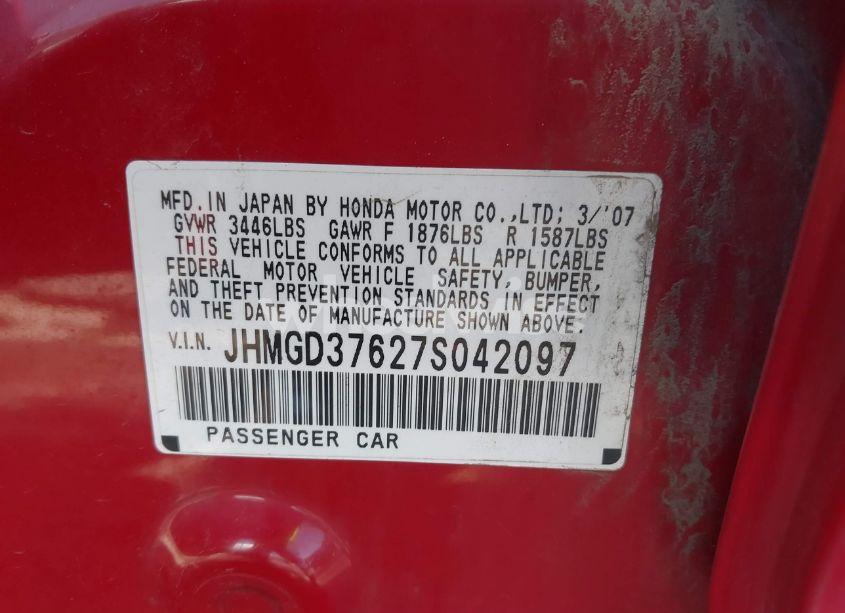 MFD. IN JAPAN BY HONDA MOTOR CO.,LTD; 3/'07
GVWR 3446LBS GAWR F 1876LBS R 1587LBS
THIS VEHICLE CONFORMS TO ALL APPLICABLE
FEDERAL MOTOR VEHICLE SAFETY, BUMPER,
AND THEFT PREVENTION STANDARDS IN EFFECT
ON THE DATE OF MANUFACTURE SHOWN ABOVE.
V.I.N. JHMGD37627S042097
PASSENGER CAR